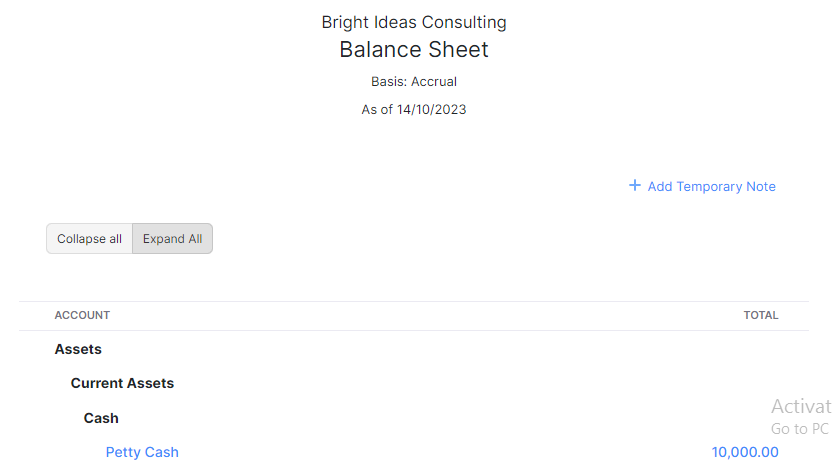 Bright Ideas Consulting
Balance Sheet
Basis: Accrual
As of 14/10/2023
+ Add Temporary Note
Collapse all Expand All
ACCOUNT TOTAL
Assets
Current Assets
Cash
Activat
Go to PC
Petty Cash 10,000.00